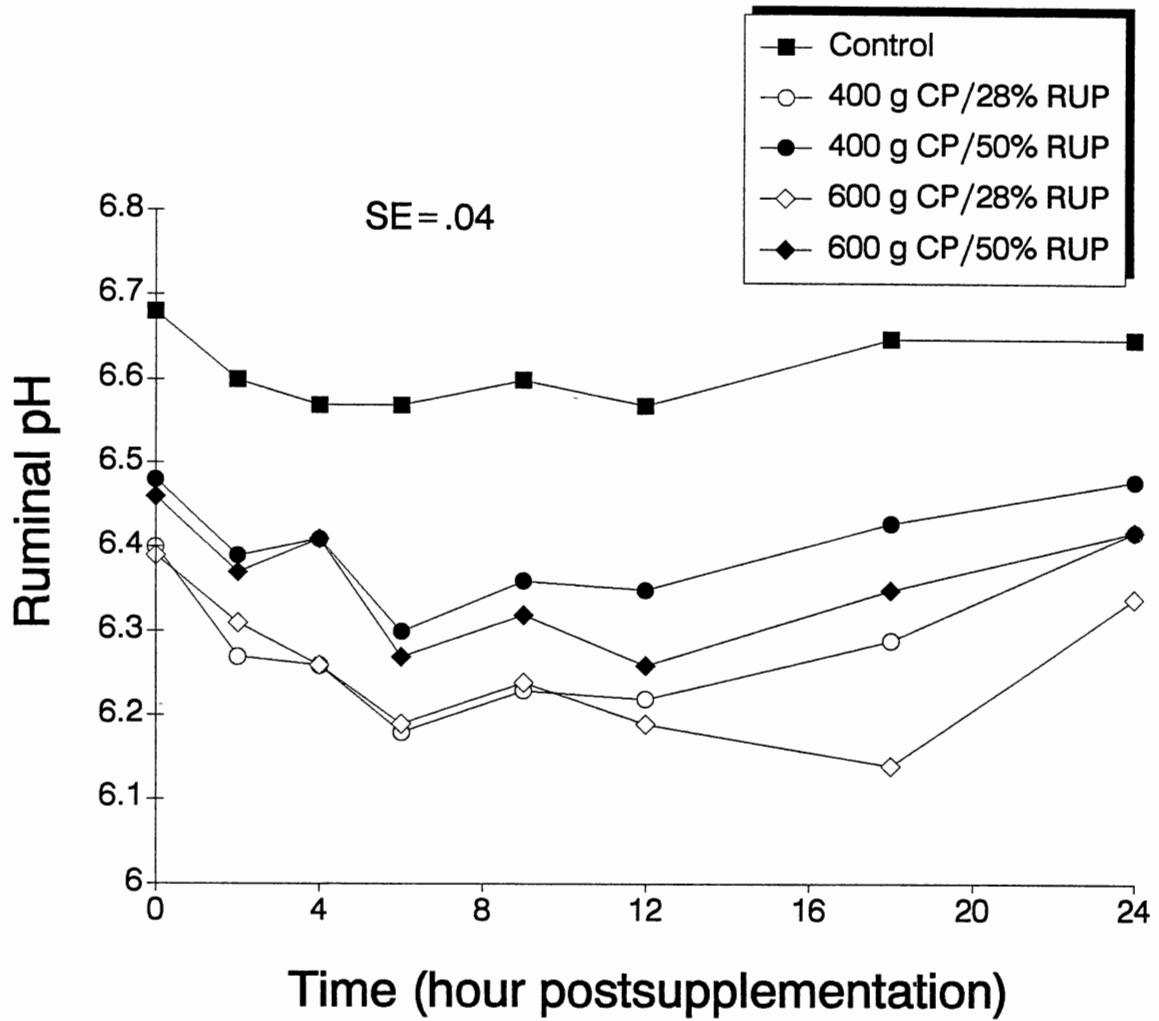 Control
400 g CP/28% RUP
400 g CP/50% RUP
600 g CP/28% RUP
600 g CP/50% RUP
SE=.04
6.8
6.7
6.6
6.5
6.4
6.3
6.2
6.1
6
Ruminal pH
0 4 8 12 16 20 24
Time (hour postsupplementation)